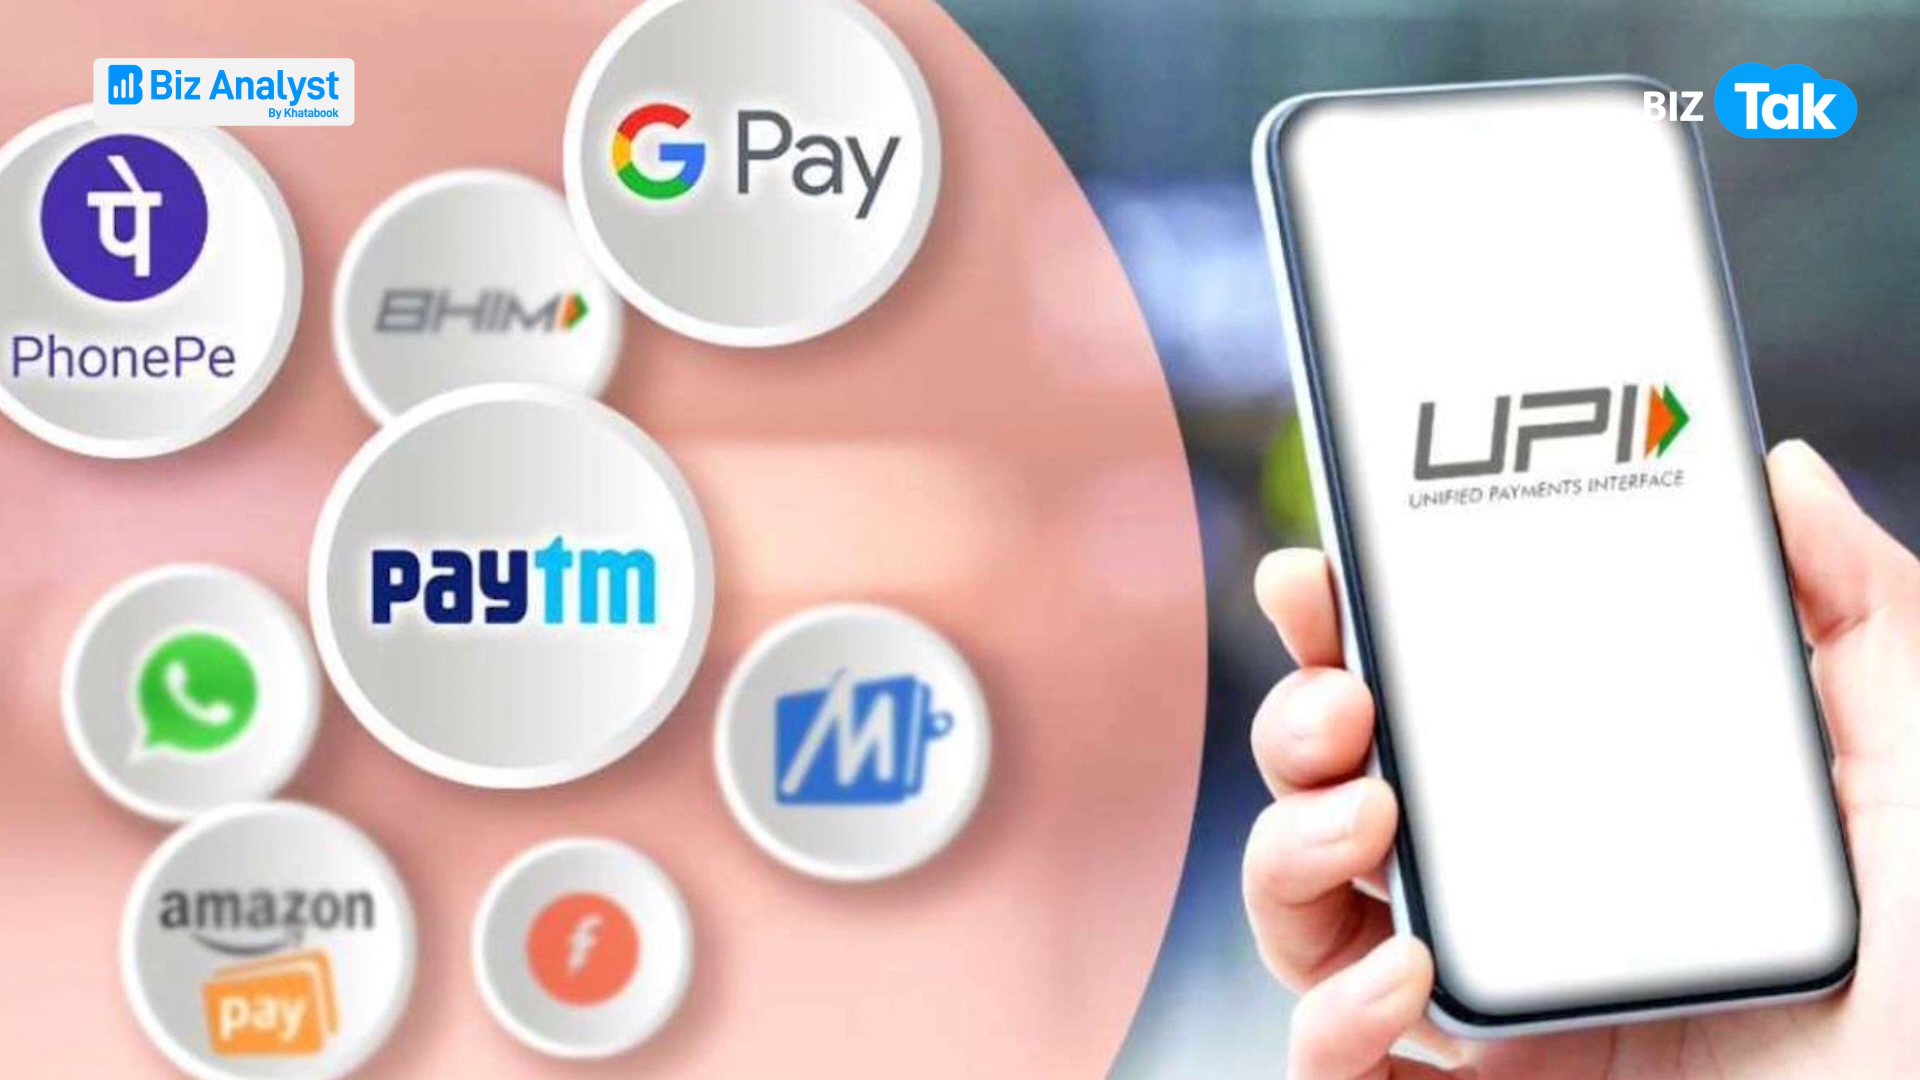 Biz Analyst
By Khatabook
BIZ Tak
G Pay
पे
PhonePe
BHIM
UPI
UNIFIED PAYMENTS INTERFACE
paytm
M
amazon
pay
f